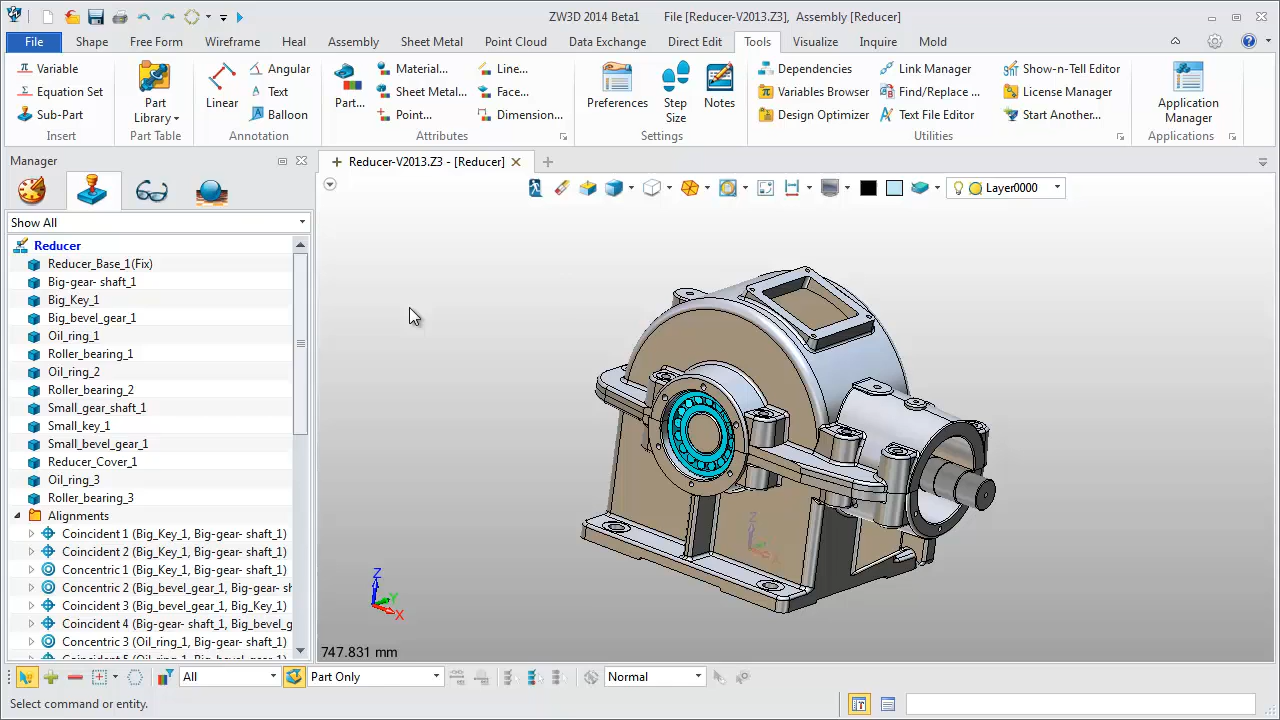 ZW3D 2014 Beta1 File [Reducer-V2013.Z3], Assembly [Reducer]
File Shape Free Form Wireframe Heal Assembly Sheet Metal Point Cloud Data Exchange Direct E Tools Visualize Inquire Mold
Variable
Equation Set
Sub-Part
Insert
Part
Library
Part Table
Linear
Angular
Text
Balloo
Annotation
Part...
Material...
Sheet Metal...
Point...
Line...
Face...
Dimension...
Attributes
Preferences
Step
Size
Notes
Settings
Dependencies
Variables Browser
Design Optimizer
Link Manager
Find/Replace ...
Text File Editor
Show-n-Tell Editor
License Manager
Start Another...
Utilities
Application
Manager
Applications
Manager
Reducer-V2013.Z3 - [Reducer]
Layer0000
Show All
Reducer
Reducer_Base_1(Fix)
Big-gear- shaft_1
Big_Key_1
Big_bevel_gear_1
Oil_ring_1
Roller_bearing_1
Oil_ring_2
Roller_bearing_2
Small_gear_shaft_1
Small_key_1
Small_bevel_gear_1
Reducer_Cover_1
Oil_ring_3
Roller_bearing_3
Alignments
Coincident 1 (Big_Key_1, Big-gear- shaft_1)
Coincident 2 (Big_Key_1, Big-gear- shaft_1)
Concentric 1 (Big_Key_1, Big-gear- shaft_1)
Concentric 2 (Big_bevel_gear_1, Big-gear- sh
Coincident 3 (Big_bevel_gear_1, Big_Key_1)
Coincident 4 (Big-gear- shaft_1, Big_bevel_g
Concentric 3 (Oil_ring_1, Big-gear- shaft_1)
Z
Z
Y
X
747.831 mm
All
Part Only
Normal
Select command or entity.